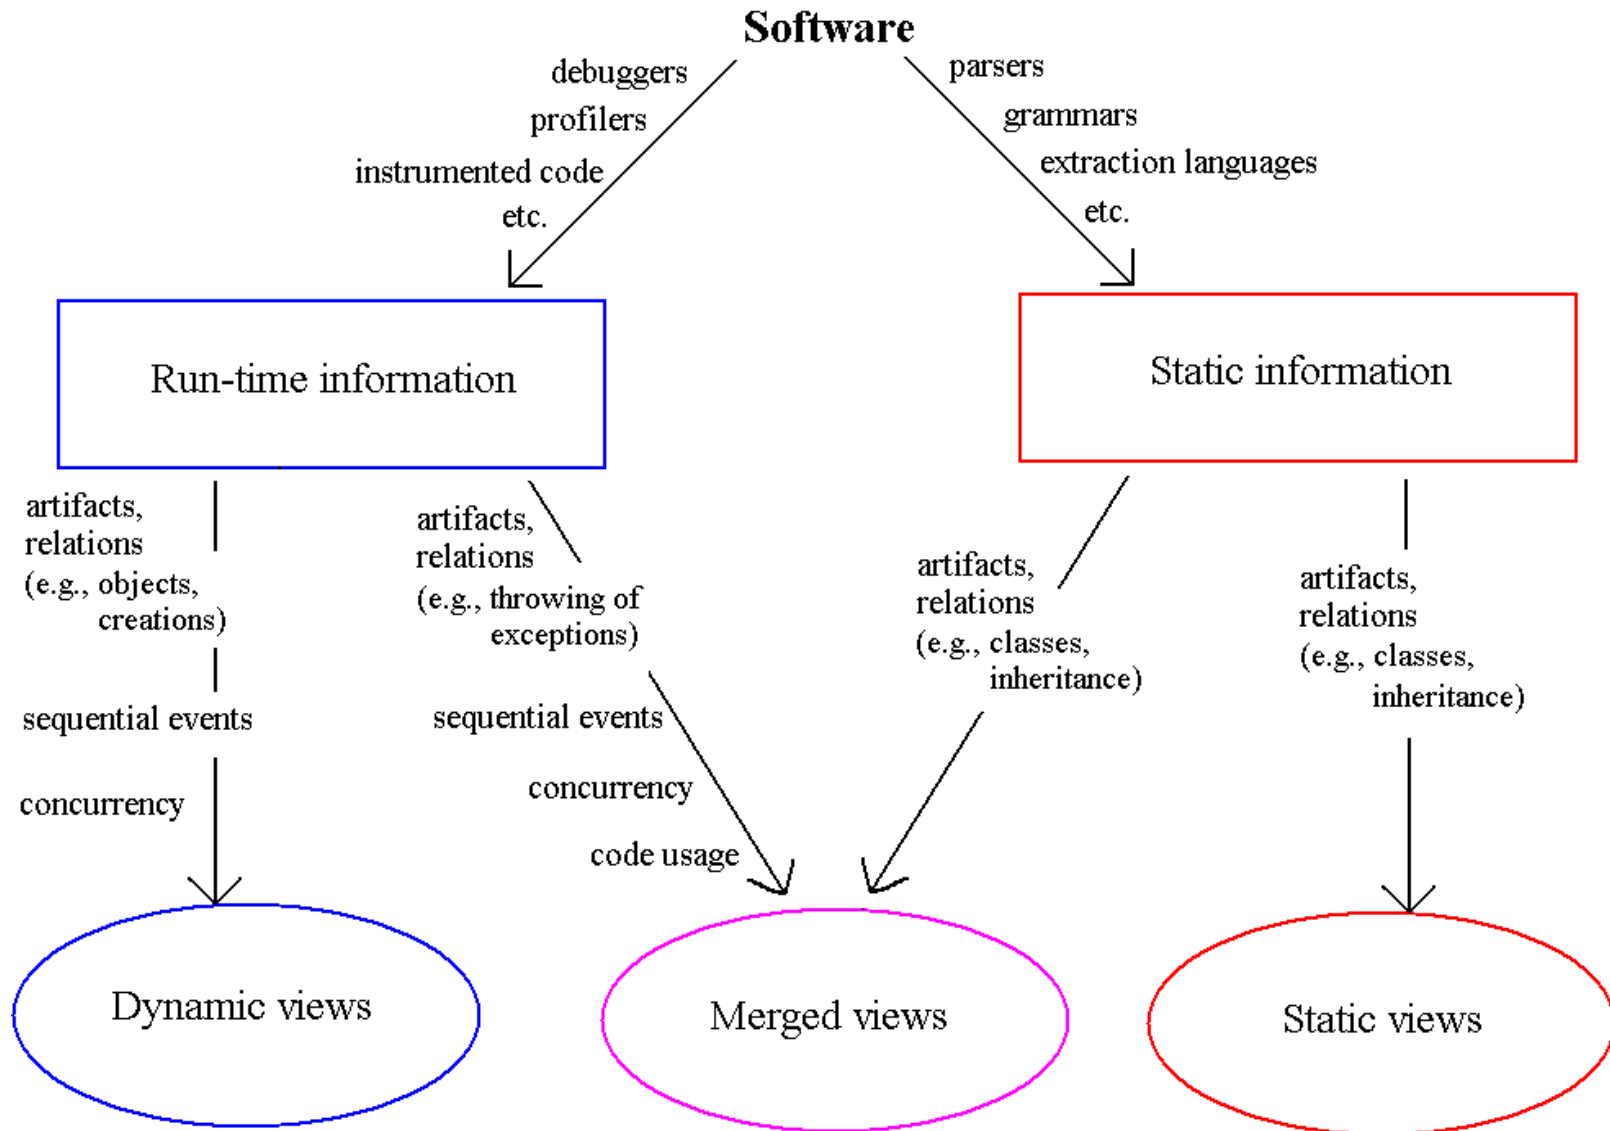 Software
debuggers
profilers
instrumented code
etc.
parsers
grammars
extraction languages
etc.
Run-time information
Static information
artifacts,
relations
(e.g., objects,
creations)
sequential events
concurrency
artifacts,
relations
(e.g., throwing of
exceptions)
sequential events
concurrency
code usage
artifacts,
relations
(e.g., classes,
inheritance)
artifacts,
relations
(e.g., classes,
inheritance)
Dynamic views
Merged views
Static views